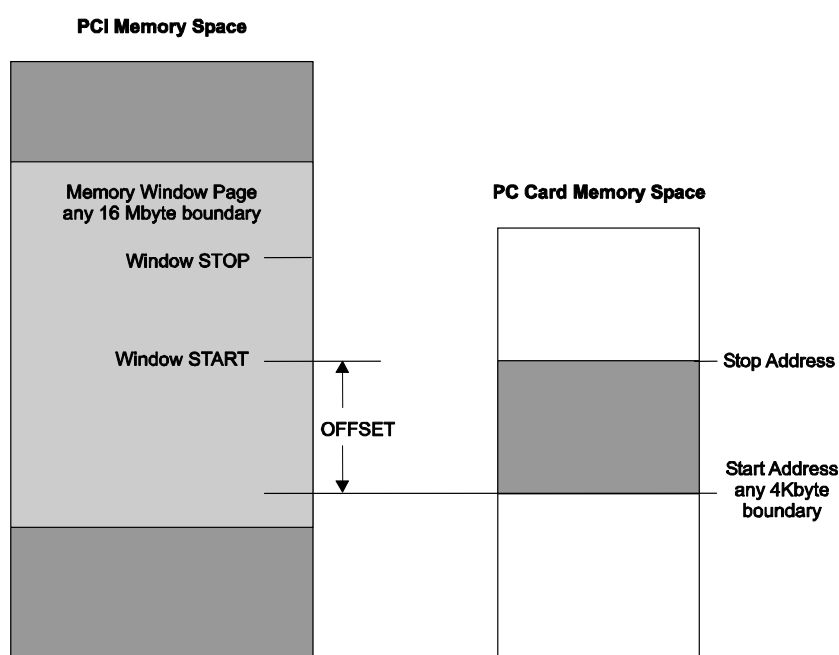 PCI Memory Space
Memory Window Page
any 16 Mbyte boundary
Window STOP
Window START
OFFSET
PC Card Memory Space
Stop Address
Start Address
any 4Kbyte
boundary